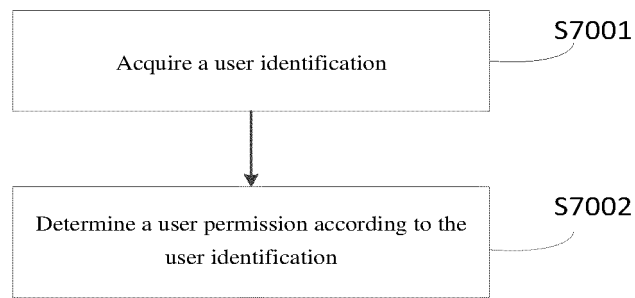 S7001
Acquire a user identification
S7002
Determine a user permission according to the
user identification